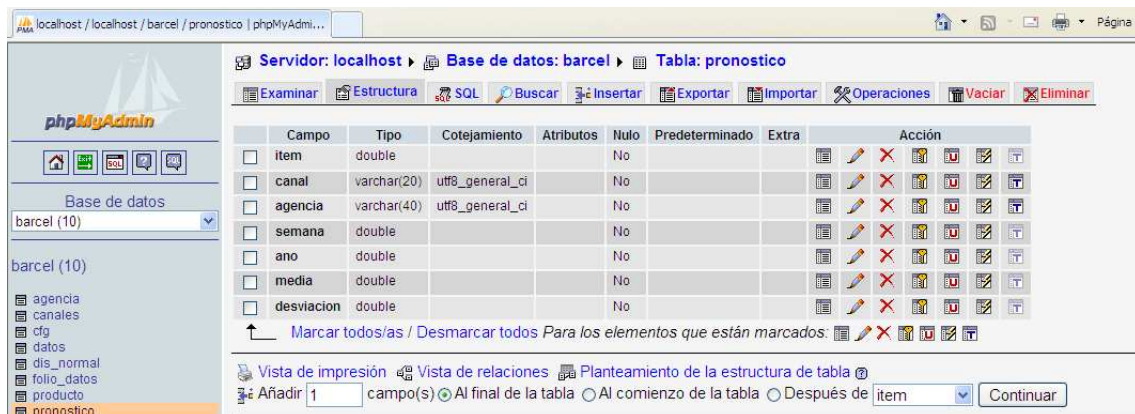 localhost / localhost / barcel / pronostico | phpMyAdmi...
Página
phpMyAdmin
Base de datos
barcel (10)
barcel (10)
agencia
canales
cfg
datos
dis_normal
folio_datos
producto
pronostico
Servidor: localhost ▸ Base de datos: barcel ▸ Tabla: pronostico
Examinar Estructura SQL Buscar Insertar Exportar Importar Operaciones Vaciar Eliminar
Campo Tipo Cotejamiento Atributos Nulo Predeterminado Extra Acción
item double No
canal varchar(20) utf8_general_ci No
agencia varchar(40) utf8_general_ci No
semana double No
ano double No
media double No
desviacion double No
Marcar todos/as / Desmarcar todos Para los elementos que están marcados:
Vista de impresión Vista de relaciones Planteamiento de la estructura de tabla
Añadir 1 campo(s) Al final de la tabla Al comienzo de la tabla Después de item Continuar